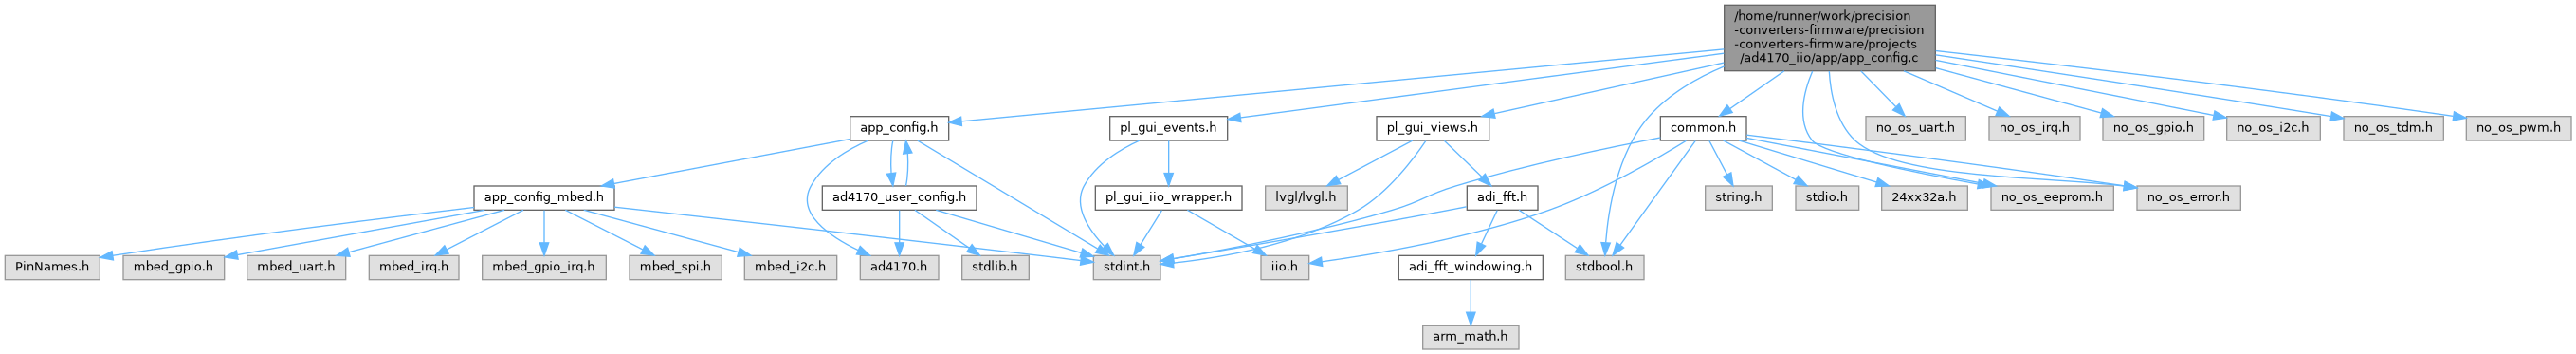 /home/runner/work/precision
-converters-firmware/precision
-converters-firmware/projects
/ad4170_iio/app/app_config.c
app_config.h
pl_gui_events.h
pl_gui_views.h
common.h
no_os_uart.h
no_os_irq.h
no_os_gpio.h
no_os_i2c.h
no_os_tdm.h
no_os_pwm.h
app_config_mbed.h
ad4170_user_config.h
pl_gui_iio_wrapper.h
lvgl/lvgl.h
adi_fft.h
string.h
stdio.h
24xx32a.h
no_os_eeprom.h
no_os_error.h
PinNames.h
mbed_gpio.h
mbed_uart.h
mbed_irq.h
mbed_gpio_irq.h
mbed_spi.h
mbed_i2c.h
ad4170.h
stdlib.h
stdint.h
iio.h
adi_fft_windowing.h
stdbool.h
arm_math.h